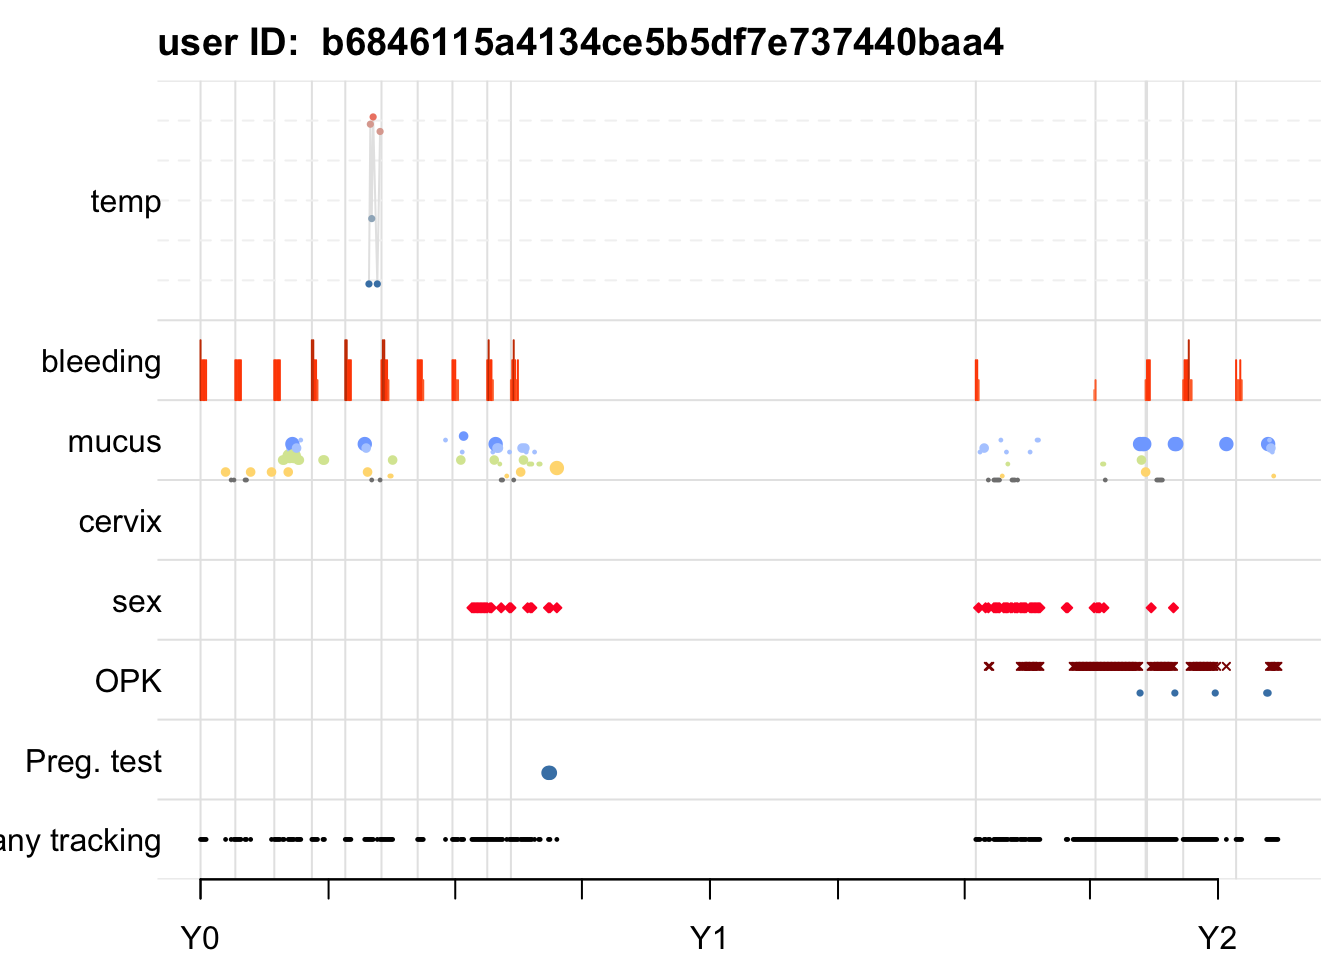 user ID:  b6846115a4134ce5b5df7e737440baa4
temp
bleeding
mucus
cervix
sex
OPK
Preg. test
any tracking
Y0 Y1 Y2